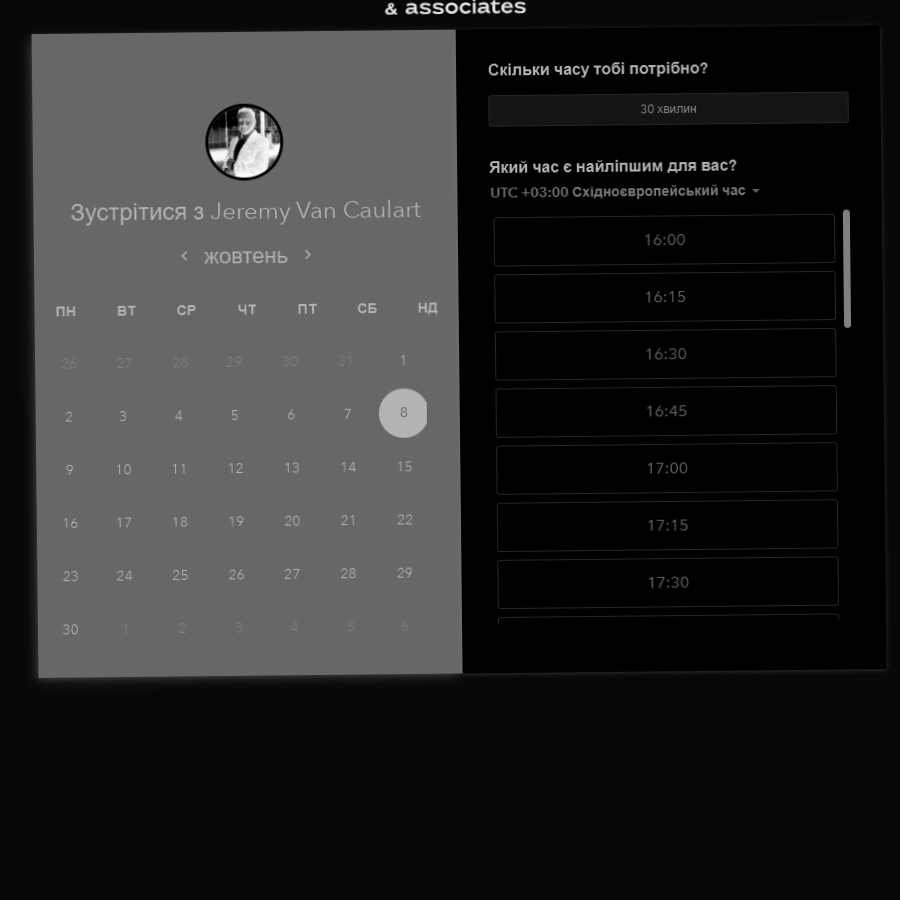 & associates
Зустрітися з Jeremy Van Caulart
жовтень
ПН ВТ СР ЧТ ПТ СБ НД
26 27 28 29 30 31 1
2 3 4 5 6 7 8
9 10 11 12 13 14 15
16 17 18 19 20 21 22
23 24 25 26 27 28 29
30 1 2 3 4 5 6
Скільки часу тобі потрібно?
30 хвилин
Який час є найліпшим для вас?
UTC +03:00 Східноєвропейський час
16:00
16:15
16:30
16:45
17:00
17:15
17:30